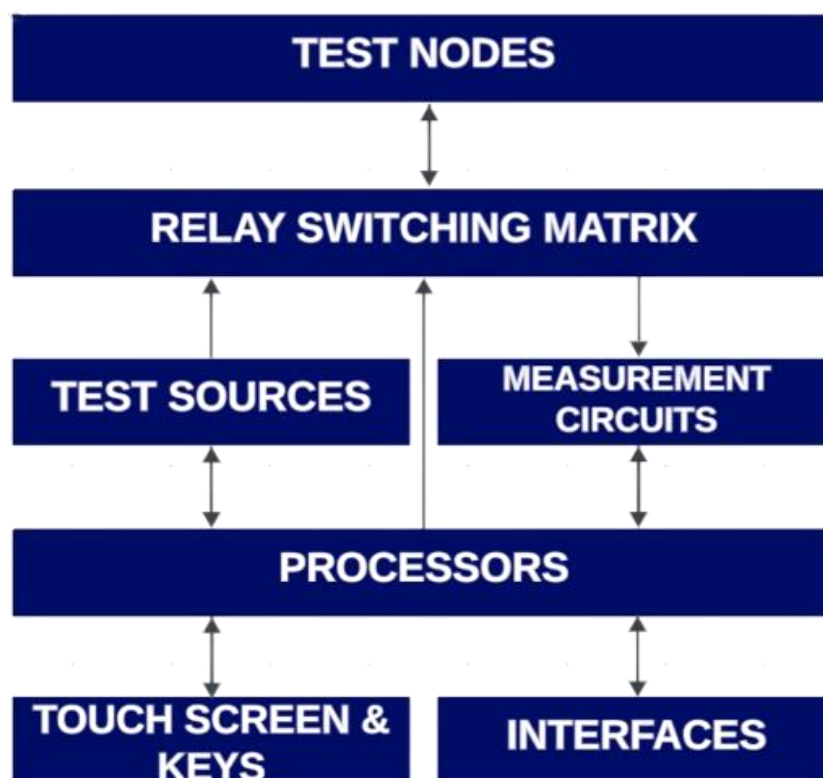 TEST NODES
RELAY SWITCHING MATRIX
TEST SOURCES
MEASUREMENT
CIRCUITS
PROCESSORS
TOUCH SCREEN &
KEYS
INTERFACES